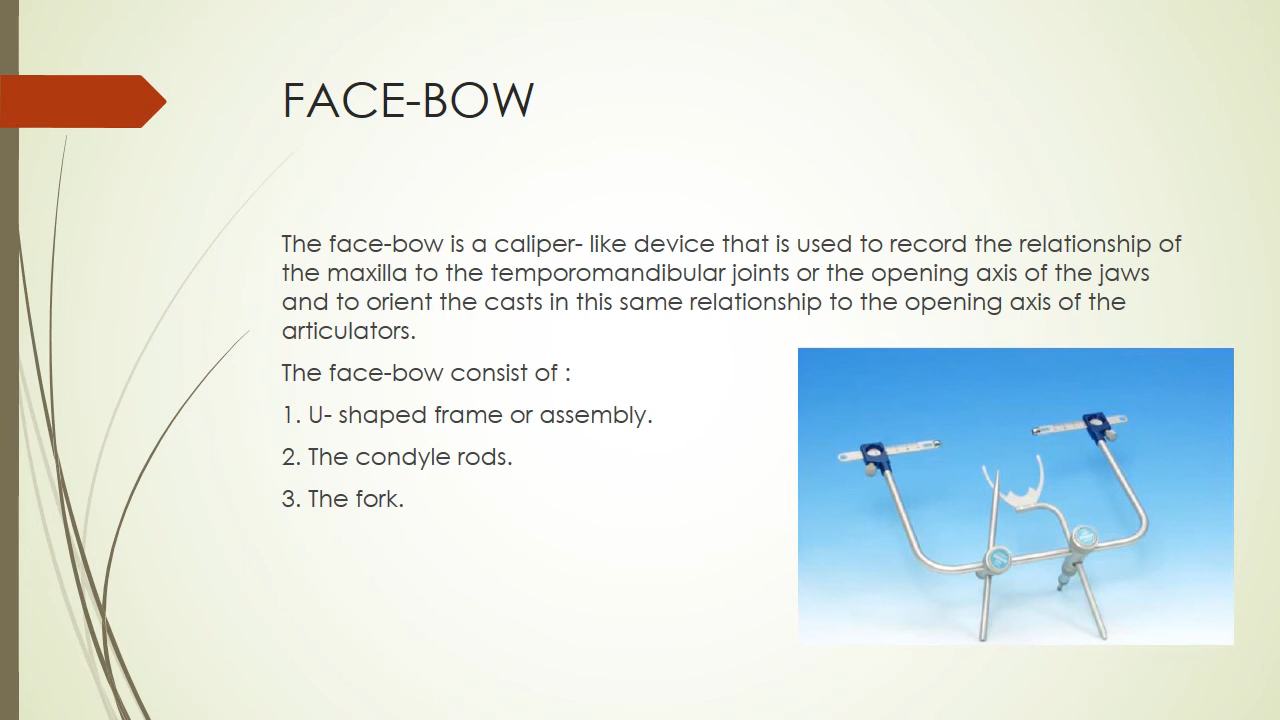 FACE-BOW
The face-bow is a caliper- like device that is used to record the relationship of
the maxilla to the temporomandibular joints or the opening axis of the jaws
and to orient the casts in this same relationship to the opening axis of the
articulators.
The face-bow consist of :
1. U- shaped frame or assembly.
2. The condyle rods.
3. The fork.